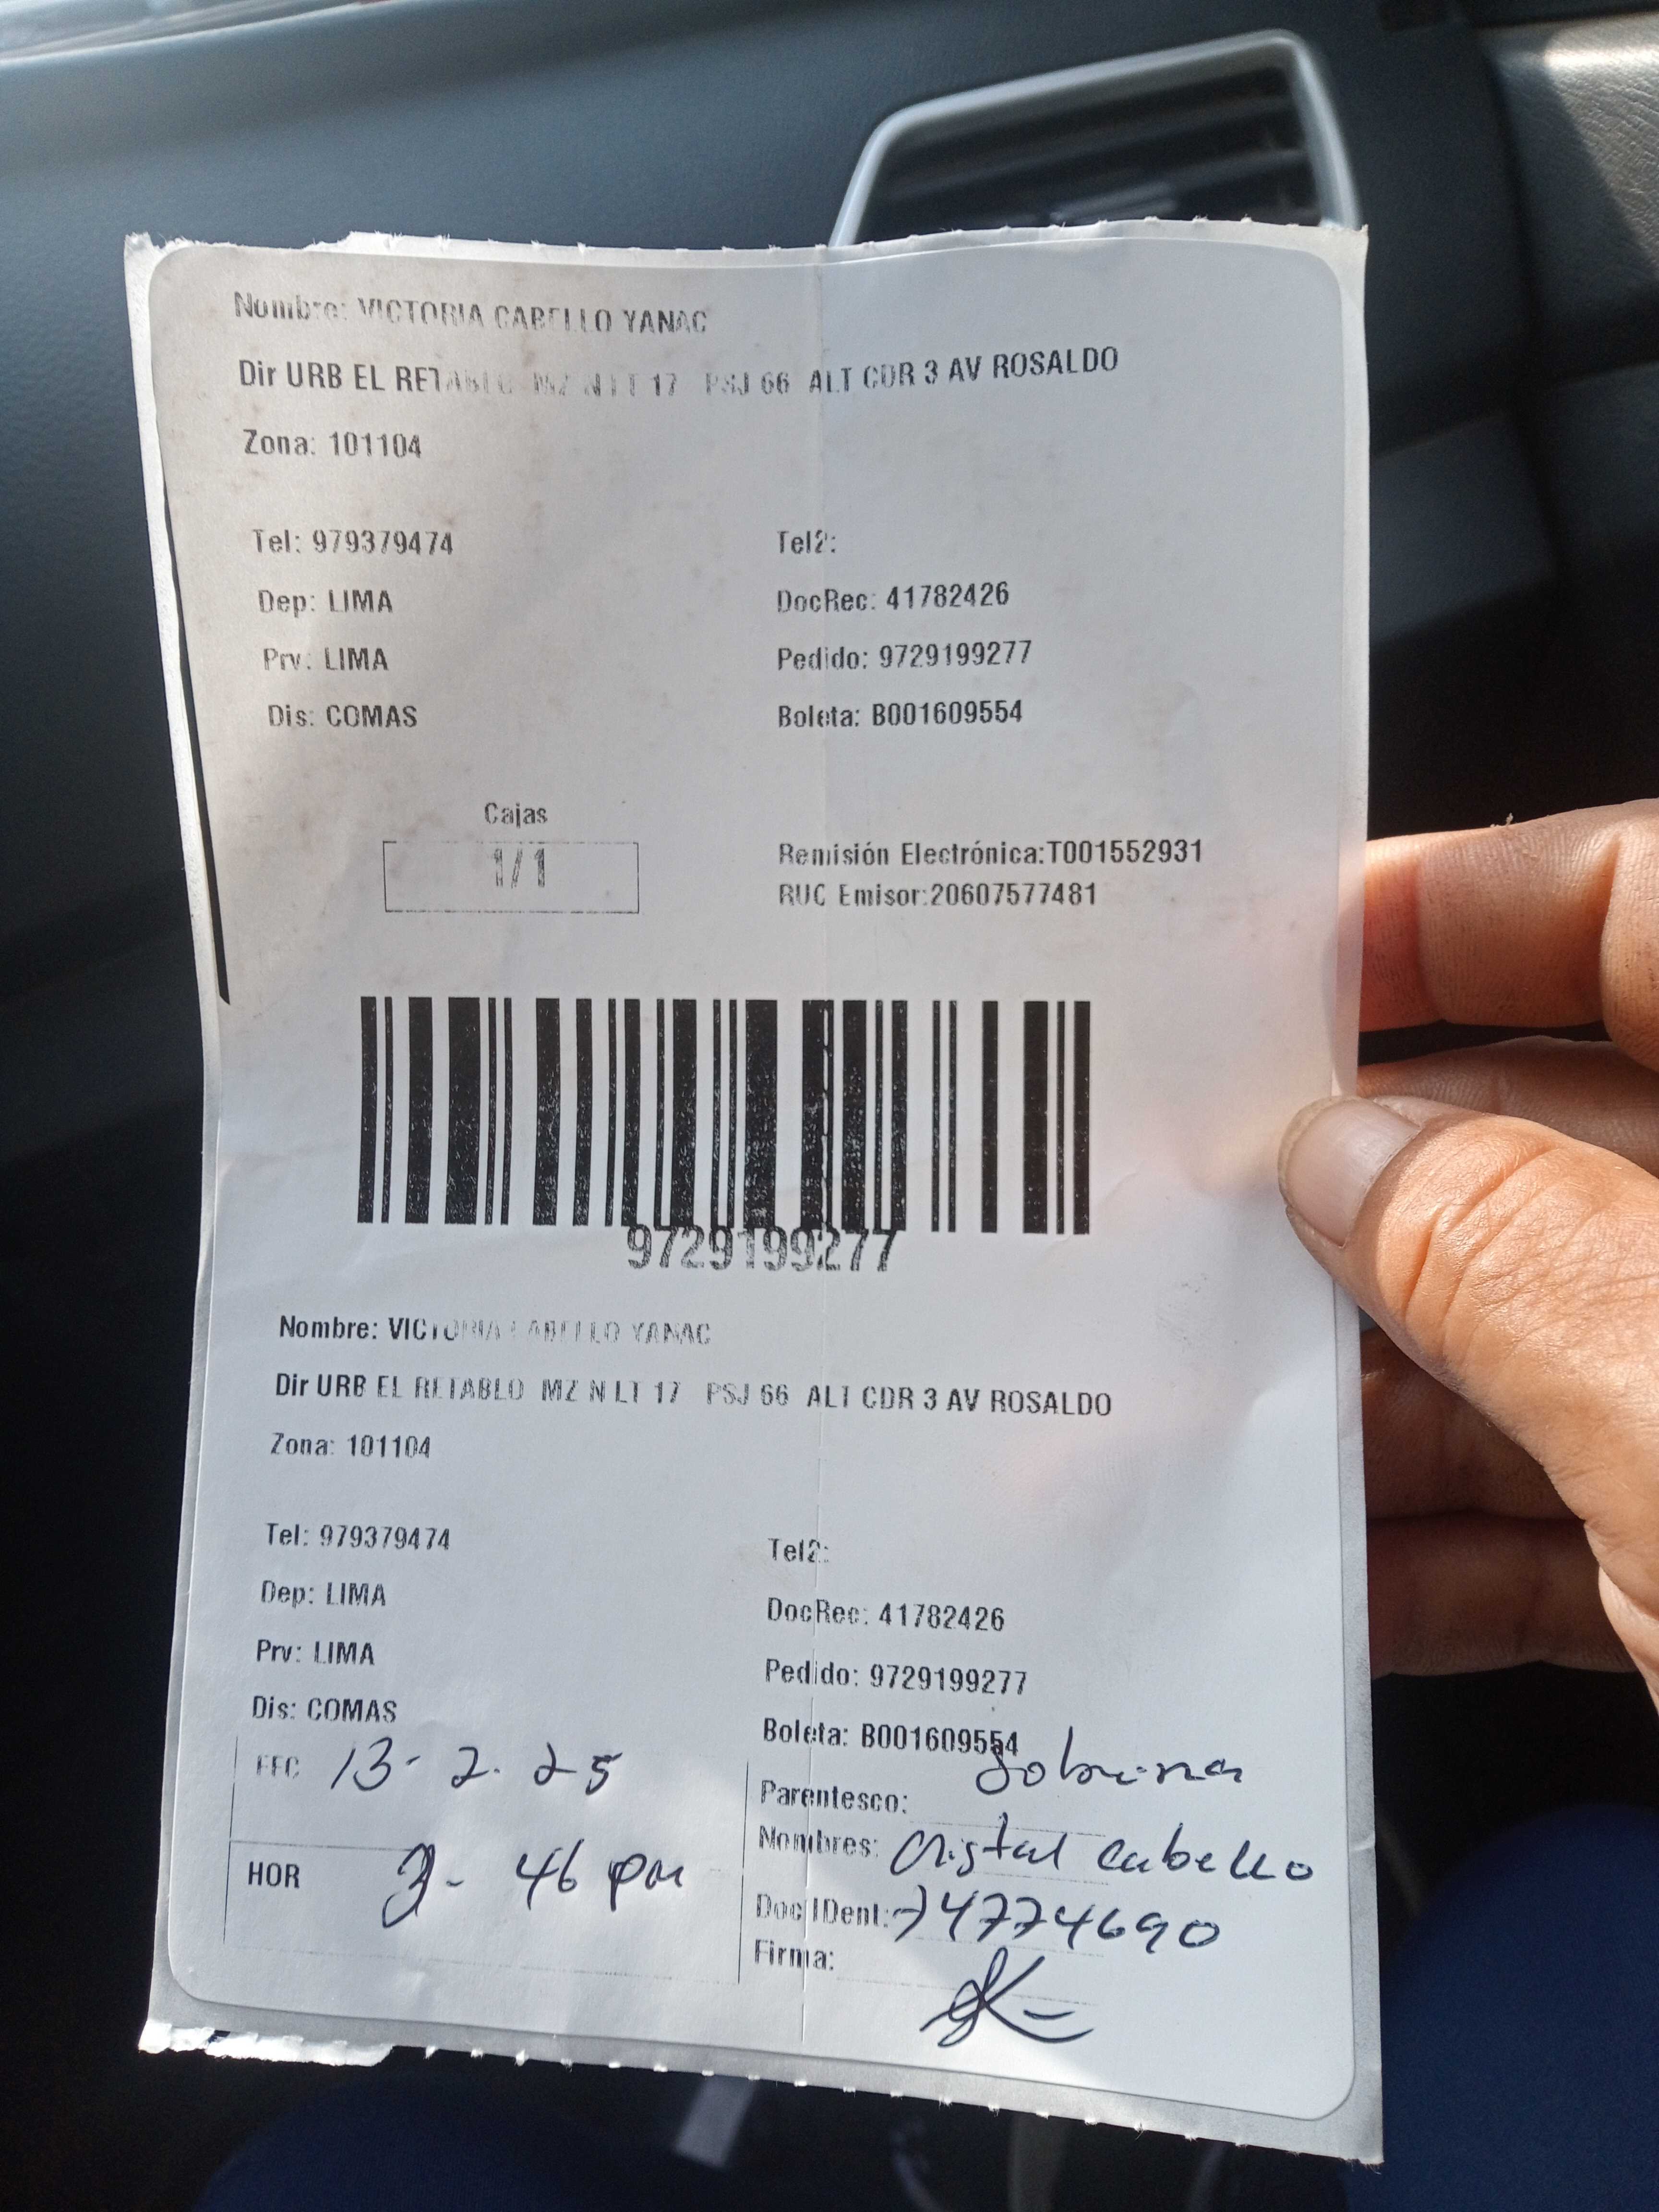 Nombre: VICTORIA CABELLO YANAC
Dir URB EL RETABLO MZ N LT 17 PSJ 66 ALT CDR 3 AV ROSALDO
Zona: 101104
Tel: 979379474 Tel2:
Dep: LIMA DocRec: 41782426
Prv: LIMA Pedido: 9729199277
Dis: COMAS Boleta: B001609554
Cajas
1/1
Remisión Electrónica:T001552931
RUC Emisor:20607577481
9729199277
Nombre: VICTORIA CABELLO YANAC
Dir URB EL RETABLO MZ N LT 17 PSJ 66 ALT CDR 3 AV ROSALDO
Zona: 101104
Tel: 979379474 Tel2:
Dep: LIMA DocRec: 41782426
Prv: LIMA Pedido: 9729199277
Dis: COMAS Boleta: B001609554
FEC 13-2.25
Parentesco: Sobrina
Nombres: Cristal Cabello
HOR 3-46 pm
Doc IDent: 74774690
Firma: